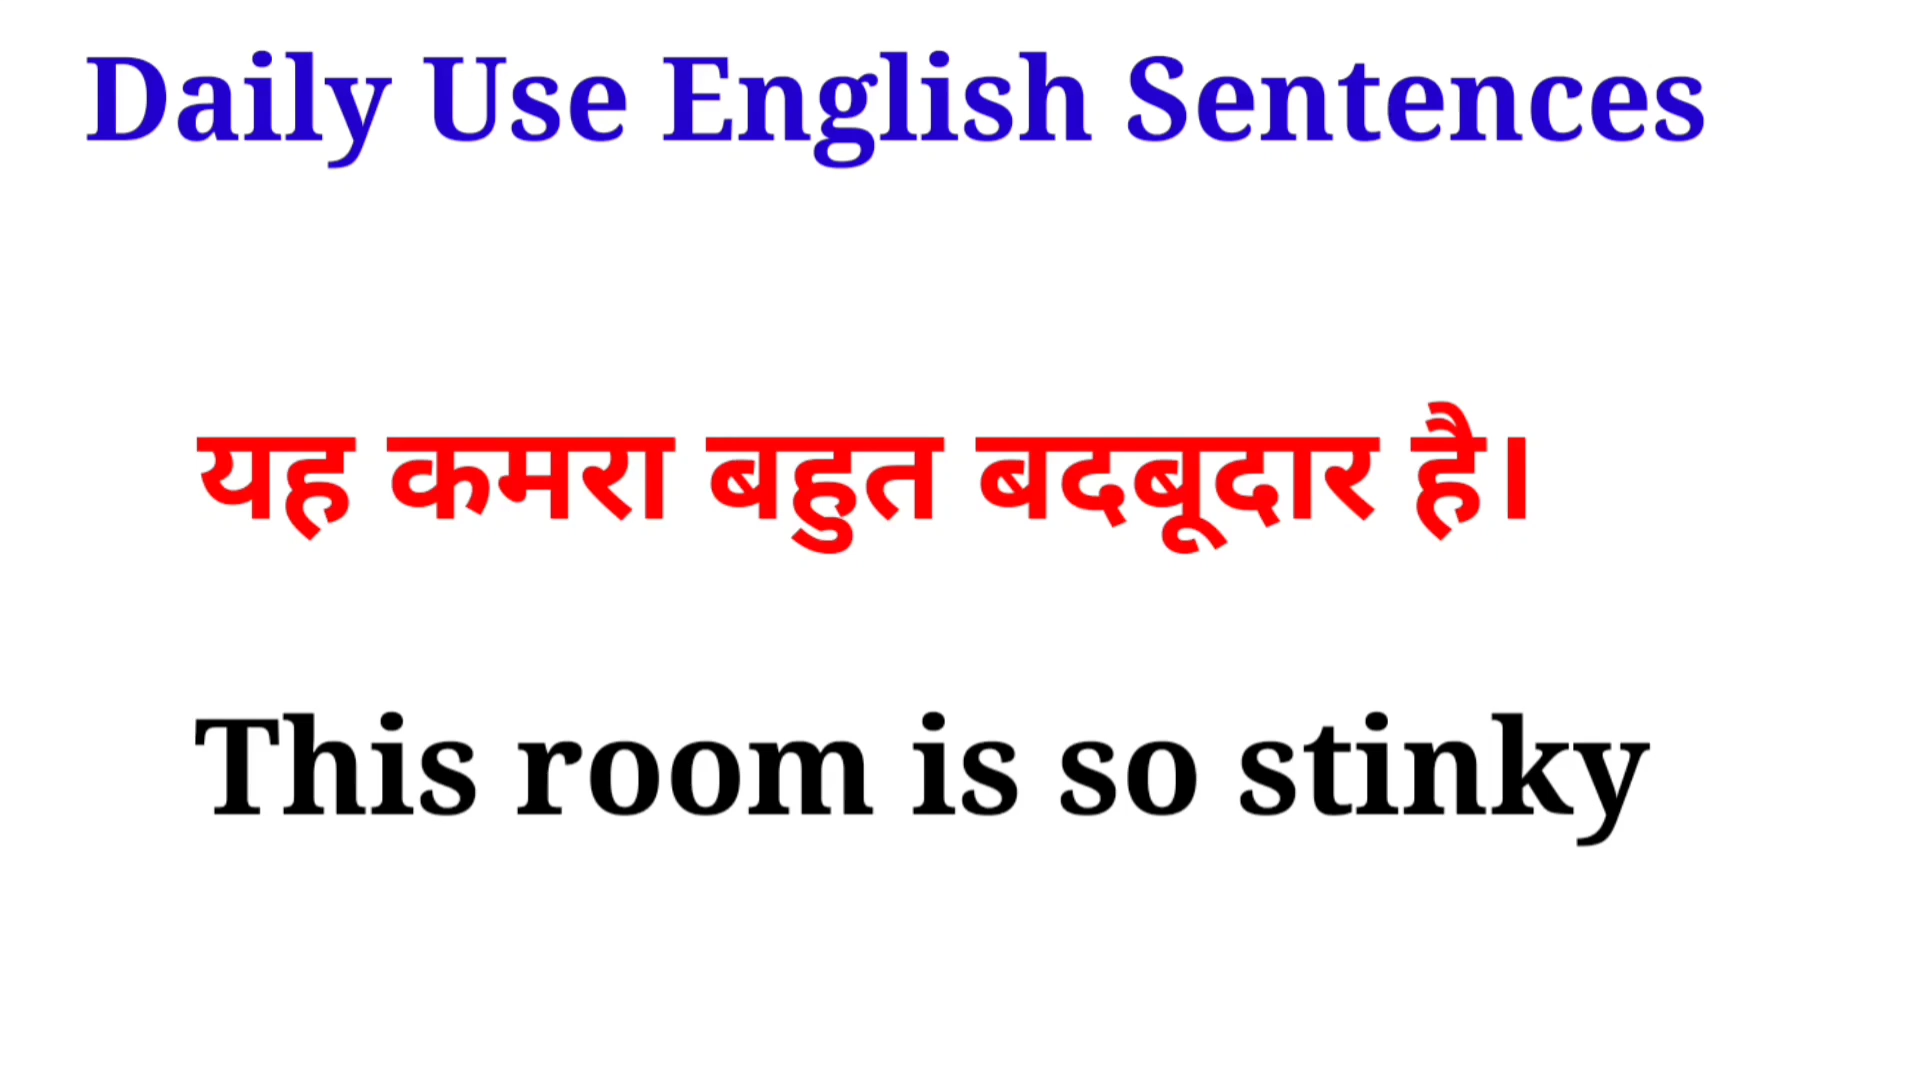 Daily Use English Sentences
यह कमरा बहुत बदबूदार है।
This room is so stinky